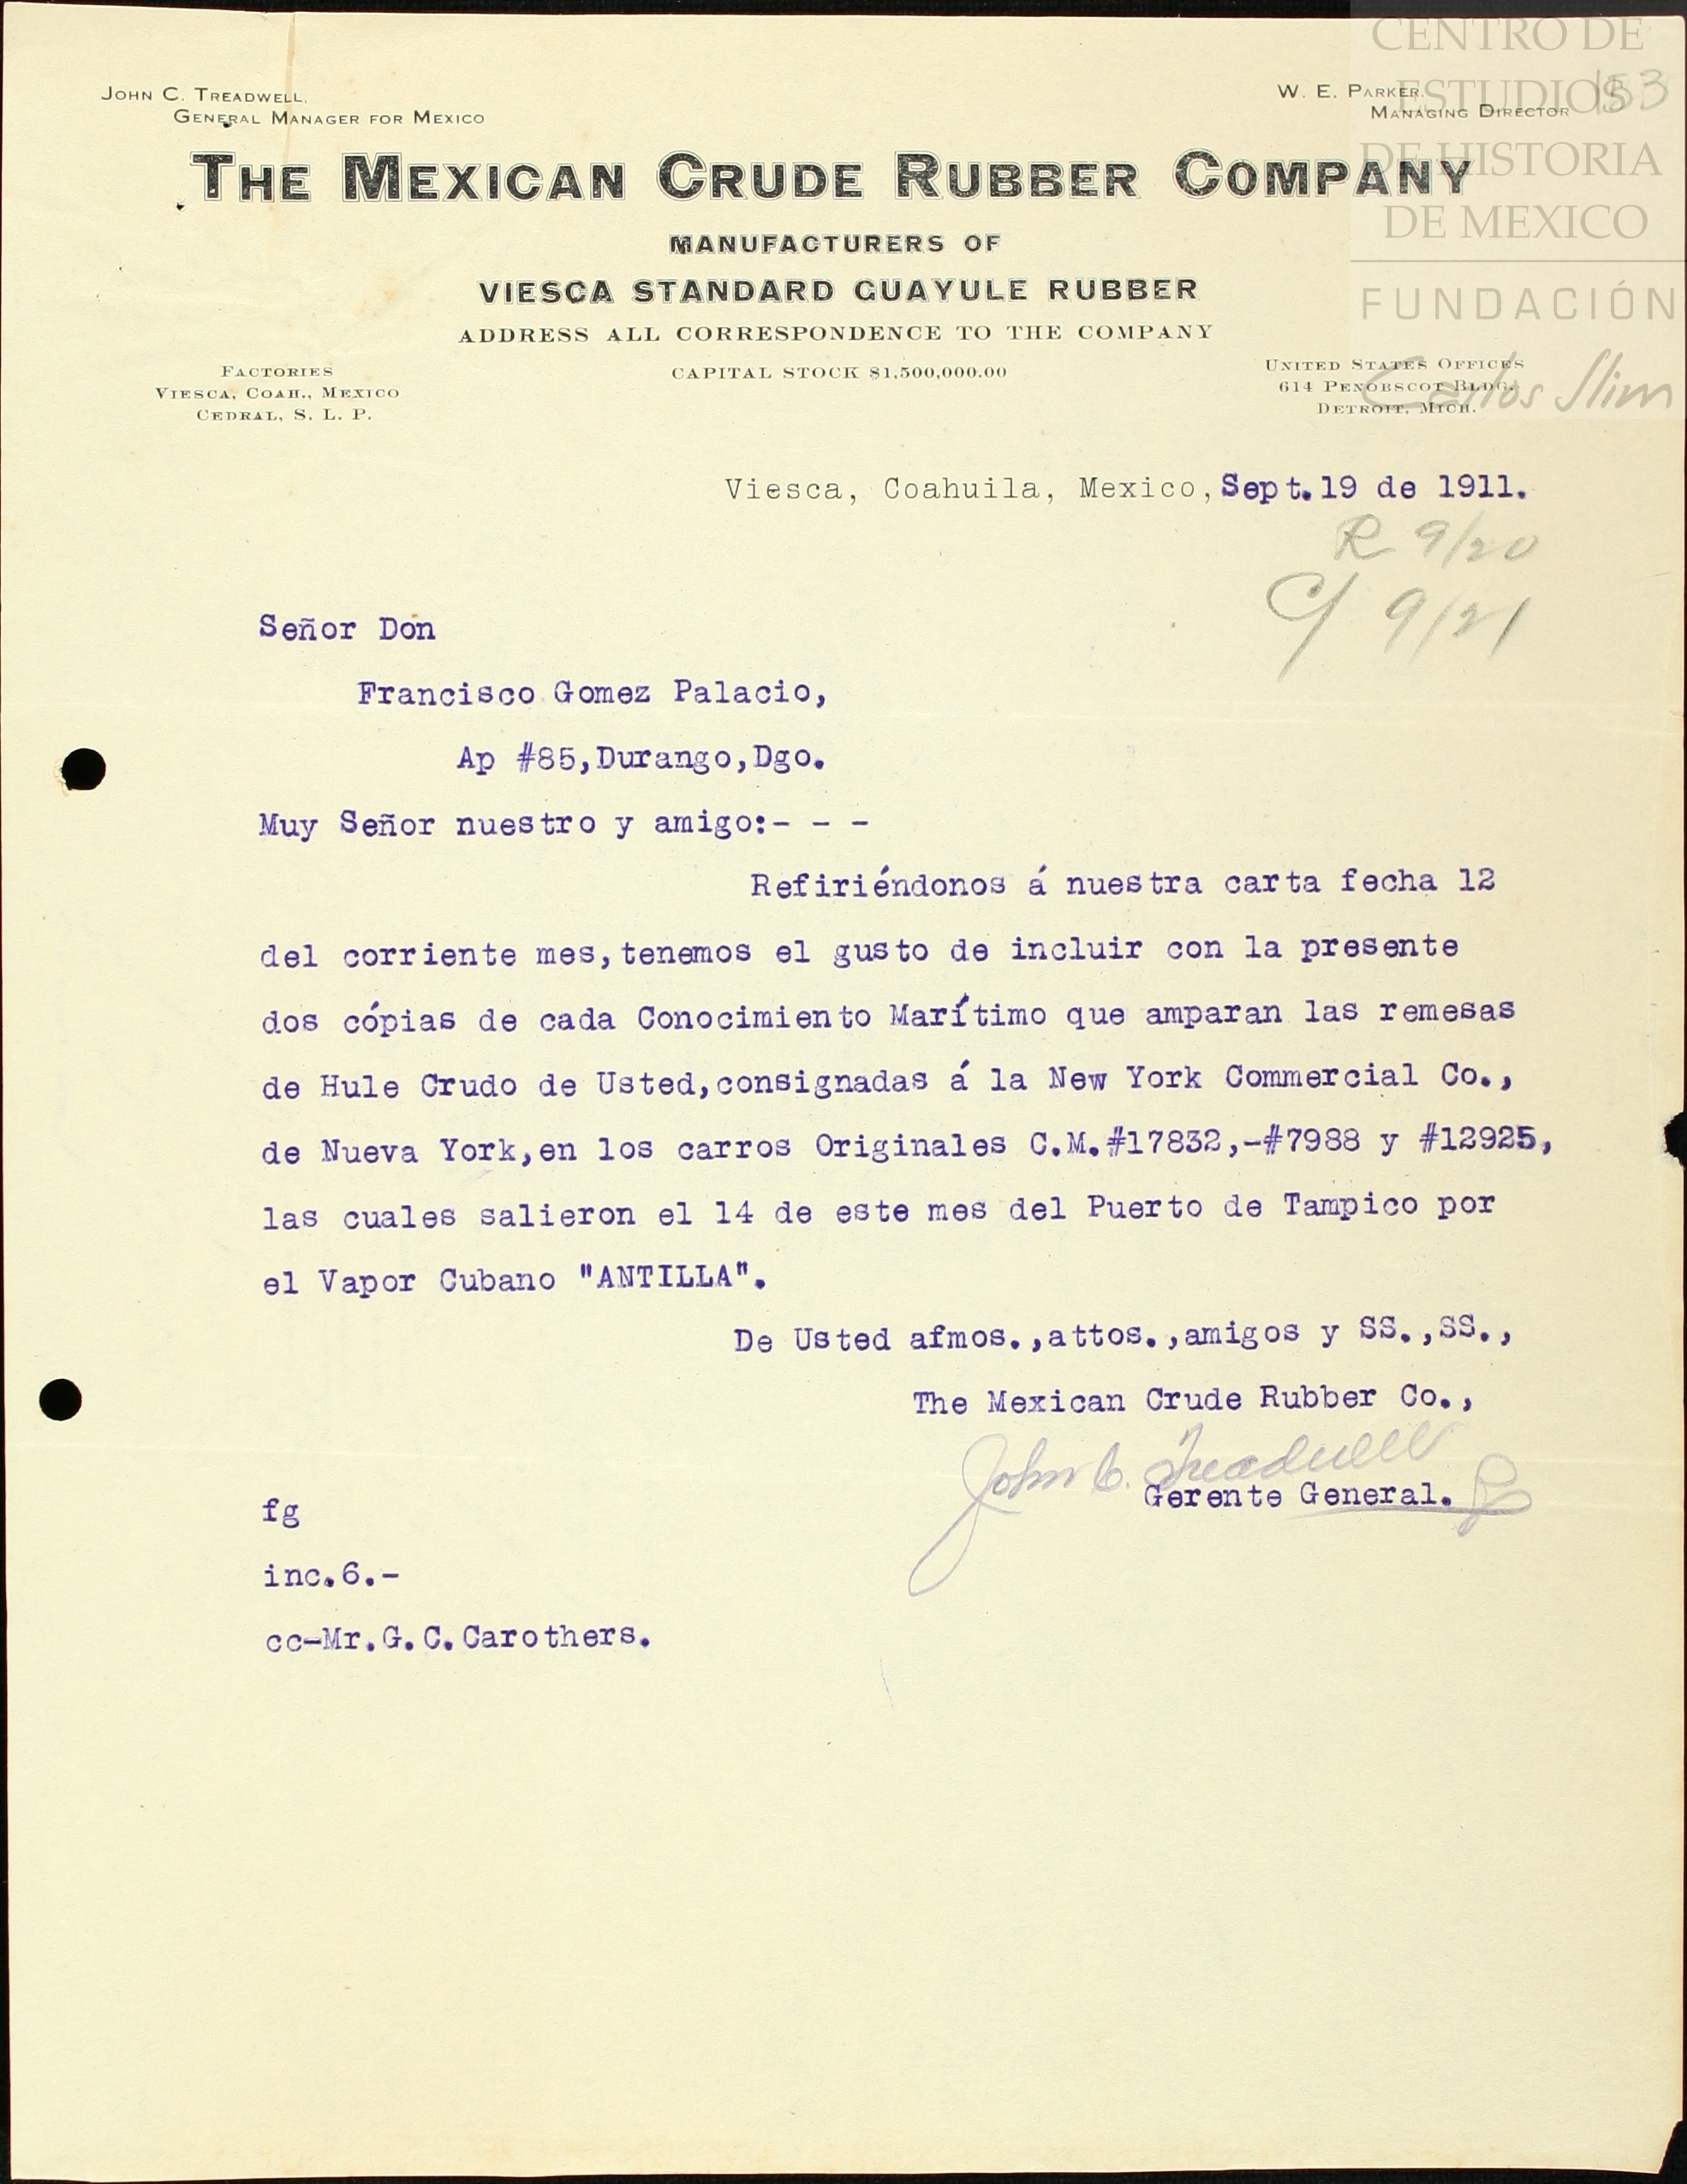 CENTRO DE
ESTUDIOS
DE HISTORIA
DE MEXICO
FUNDACIÓN
Carlos Slim
153
JOHN C. TREADWELL,
GENERAL MANAGER FOR MEXICO
W. E. PARKER,
MANAGING DIRECTOR
THE MEXICAN CRUDE RUBBER COMPANY
MANUFACTURERS OF
VIESCA STANDARD GUAYULE RUBBER
ADDRESS ALL CORRESPONDENCE TO THE COMPANY
CAPITAL STOCK $1,500,000.00
FACTORIES
VIESCA, COAH., MEXICO
CEDRAL, S. L. P.
UNITED STATES OFFICES
614 PENOBSCOT BLDG.
DETROIT, MICH.
Viesca, Coahuila, Mexico, Sept. 19 de 1911.
R 9/20
C/ 9/21
Señor Don
Francisco Gomez Palacio,
Ap #85,Durango,Dgo.
Muy Señor nuestro y amigo:- - -
Refiriéndonos á nuestra carta fecha 12
del corriente mes,tenemos el gusto de incluir con la presente
dos cópias de cada Conocimiento Marítimo que amparan las remesas
de Hule Crudo de Usted,consignadas á la New York Commercial Co.,
de Nueva York,en los carros Originales C.M.#17832,-#7988 y #12925,
las cuales salieron el 14 de este mes del Puerto de Tampico por
el Vapor Cubano "ANTILLA".
De Usted afmos.,attos.,amigos y SS.,SS.,
The Mexican Crude Rubber Co.,
John C. Treadwell
Gerente General.
fg
inc.6.-
cc-Mr.G.C.Carothers.